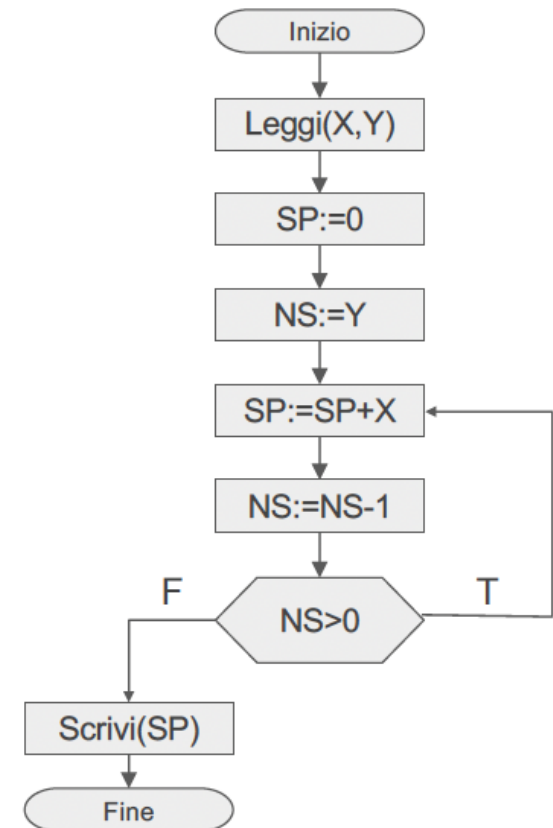 Inizio
Leggi(X,Y)
SP:=0
NS:=Y
SP:=SP+X
NS:=NS-1
F
T
NS>0
Scrivi(SP)
Fine